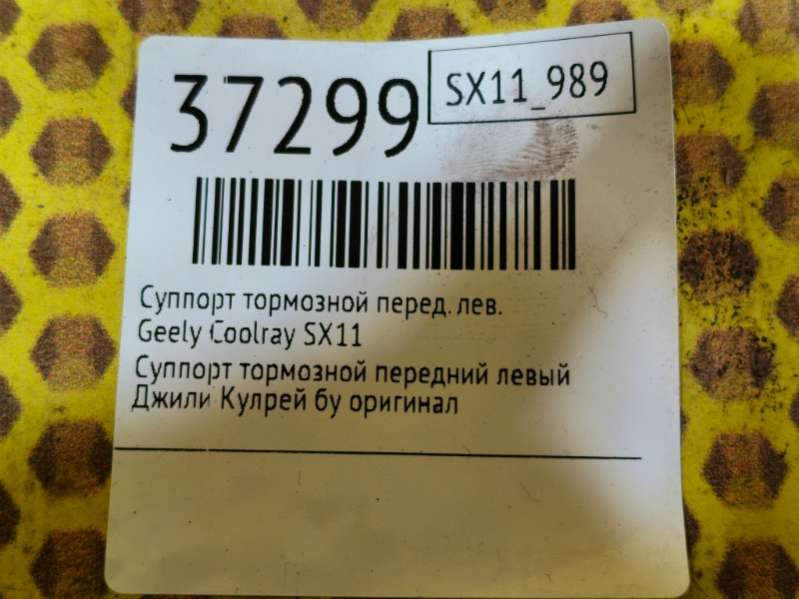 37299
SX11_989
Суппорт тормозной перед. лев.
Geely Coolray SX11
Суппорт тормозной передний левый
Джили Кулрей бу оригинал